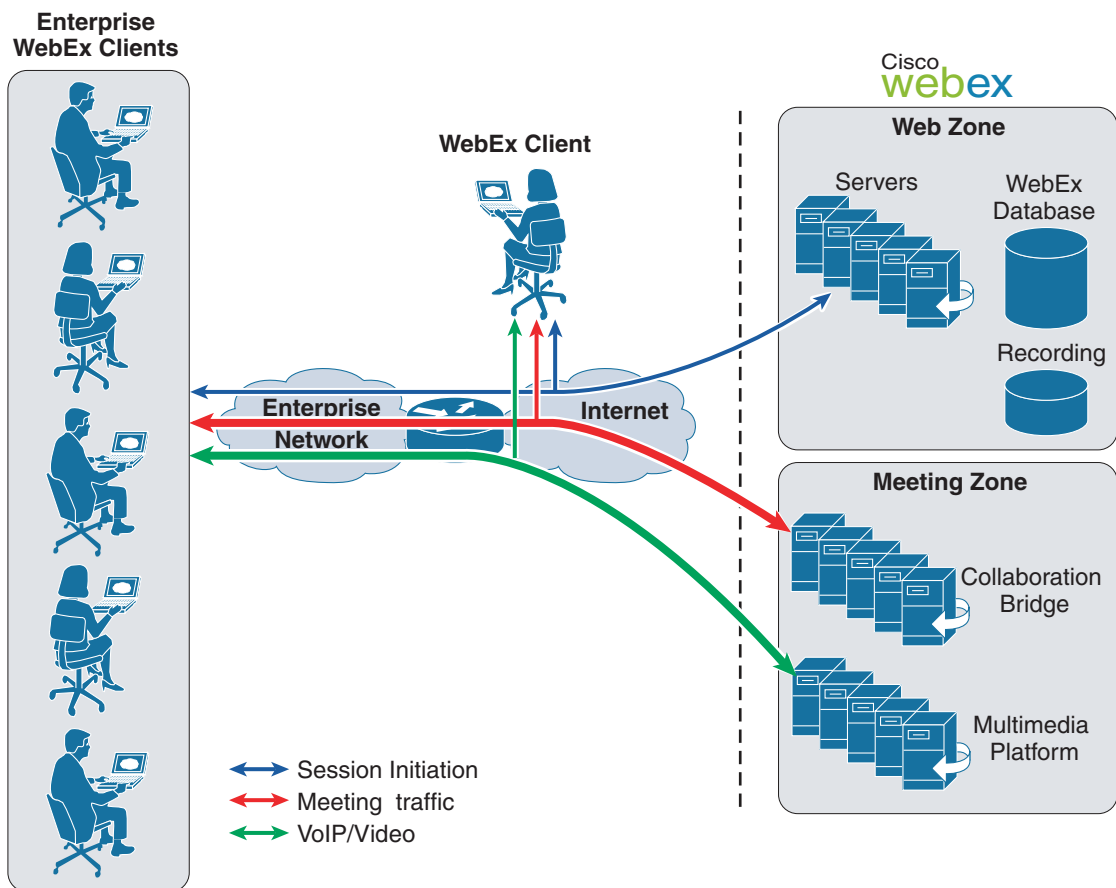 Enterprise
WebEx Clients
Cisco
webex
WebEx Client
Web Zone
Servers
WebEx
Database
Recording
Enterprise
Network
Internet
Meeting Zone
Collaboration
Bridge
Multimedia
Platform
Session Initiation
Meeting traffic
VoIP/Video